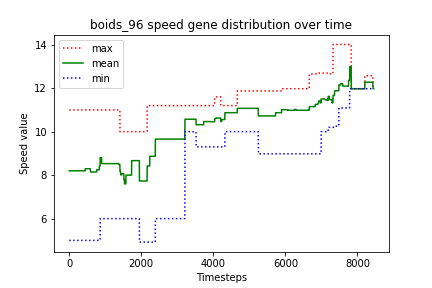 boids_96 speed gene distribution over time
max
mean
min
Speed value
14
12
10
8
6
0
2000
4000
6000
8000
Timesteps